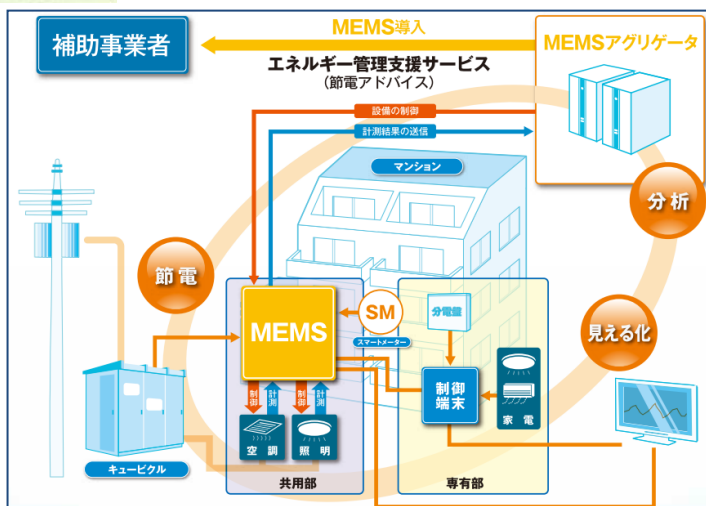 補助事業者
MEMS導入
エネルギー管理支援サービス
(節電アドバイス)
MEMSアグリゲータ
設備の制御
計測結果の送信
マンション
分析
節電
MEMS
SM
スマートメーター
分電盤
見える化
制御
計測
制御
計測
制御
端末
家電
空調
照明
キュービクル
共用部
専有部